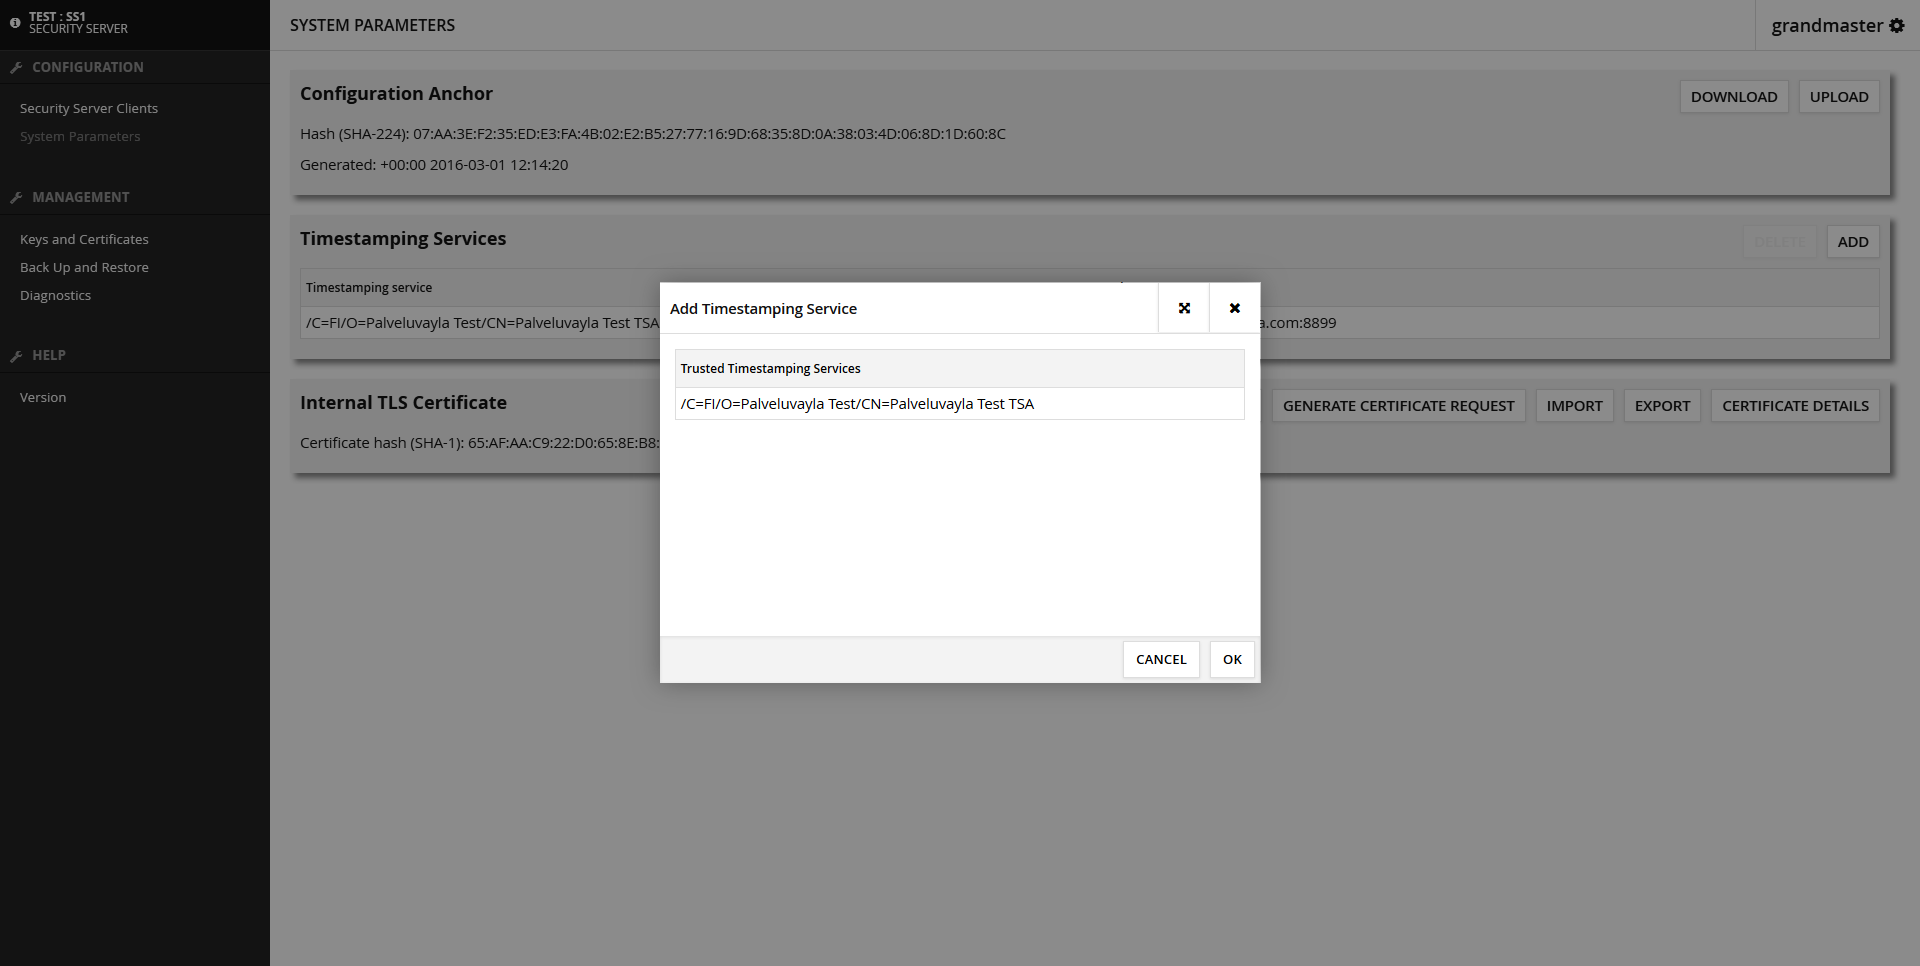 TEST : SS1
SECURITY SERVER
CONFIGURATION
Security Server Clients
System Parameters
MANAGEMENT
Keys and Certificates
Back Up and Restore
Diagnostics
HELP
Version
SYSTEM PARAMETERS
grandmaster
Configuration Anchor
DOWNLOAD
UPLOAD
Hash (SHA-224): 07:AA:3E:F2:35:ED:E3:FA:4B:02:E2:B5:27:77:16:9D:68:35:8D:0A:38:03:4D:06:8D:1D:60:8C
Generated: +00:00 2016-03-01 12:14:20
Timestamping Services
DELETE
ADD
Timestamping service
/C=FI/O=Palveluvayla Test/CN=Palveluvayla Test TSA
a.com:8899
Internal TLS Certificate
GENERATE CERTIFICATE REQUEST
IMPORT
EXPORT
CERTIFICATE DETAILS
Certificate hash (SHA-1): 65:AF:AA:C9:22:D0:65:8E:B8:
Add Timestamping Service
Trusted Timestamping Services
/C=FI/O=Palveluvayla Test/CN=Palveluvayla Test TSA
CANCEL
OK